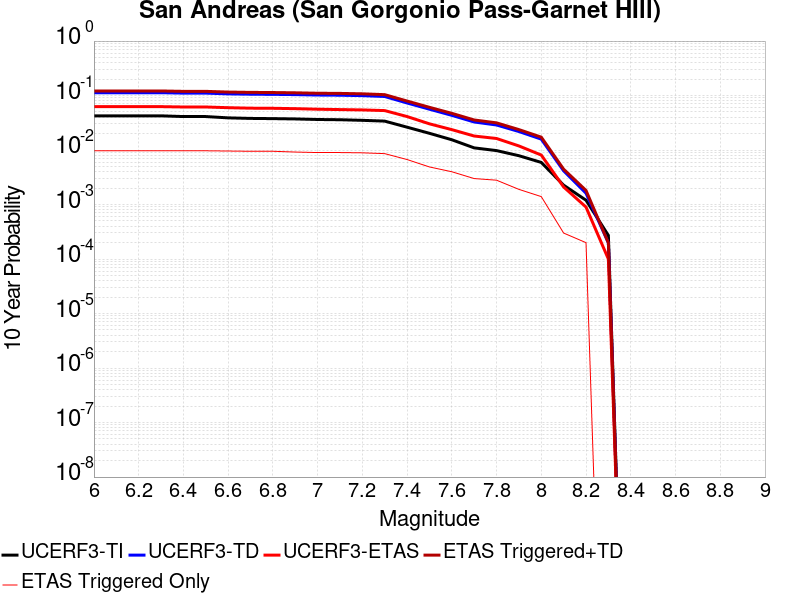 San Andreas (San Gorgonio Pass-Garnet HIll)
10 0
10 -1
10 -2
10 -3
10 -4
10 -5
10 -6
10 -7
10 -8
10 Year Probability
6 6.2 6.4 6.6 6.8 7 7.2 7.4 7.6 7.8 8 8.2 8.4 8.6 8.8 9
Magnitude
UCERF3-TI UCERF3-TD UCERF3-ETAS ETAS Triggered+TD
ETAS Triggered Only